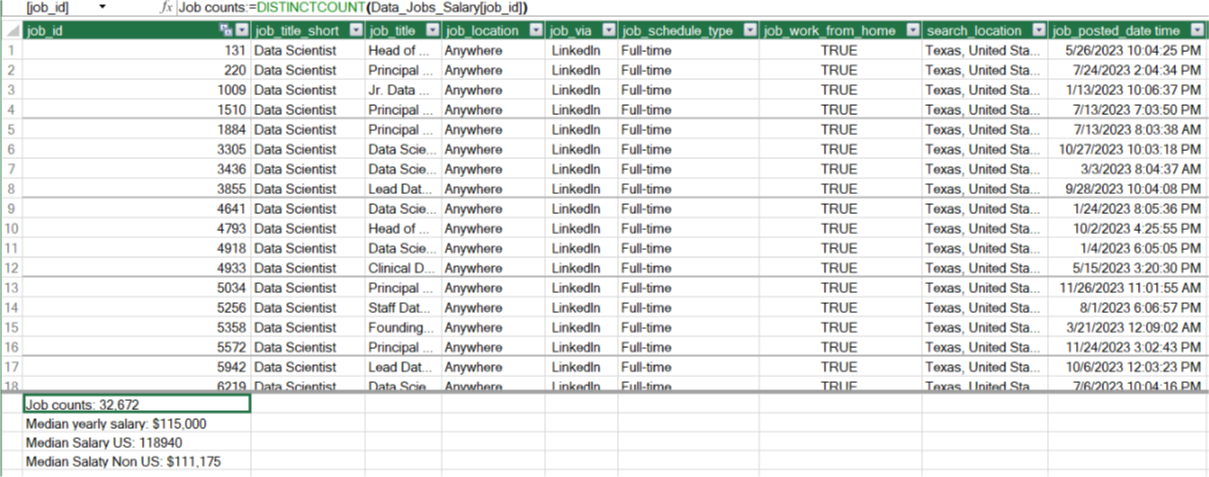 [job_id] fx Job counts:=DISTINCTCOUNT(Data_Jobs_Salary[job_id])
job_id job_title_short job_title job_location job_via job_schedule_type job_work_from_home search_location job_posted_date time
1 131 Data Scientist Head of ... Anywhere LinkedIn Full-time TRUE Texas, United Sta... 5/26/2023 10:04:25 PM
2 220 Data Scientist Principal ... Anywhere LinkedIn Full-time TRUE Texas, United Sta... 7/24/2023 2:04:34 PM
3 1009 Data Scientist Jr. Data ... Anywhere LinkedIn Full-time TRUE Texas, United Sta... 1/13/2023 10:06:37 PM
4 1510 Data Scientist Principal ... Anywhere LinkedIn Full-time TRUE Texas, United Sta... 7/13/2023 7:03:50 PM
5 1884 Data Scientist Principal ... Anywhere LinkedIn Full-time TRUE Texas, United Sta... 7/13/2023 8:03:38 AM
6 3305 Data Scientist Data Scie... Anywhere LinkedIn Full-time TRUE Texas, United Sta... 10/27/2023 10:03:18 PM
7 3436 Data Scientist Data Scie... Anywhere LinkedIn Full-time TRUE Texas, United Sta... 3/3/2023 8:04:37 AM
8 3855 Data Scientist Lead Dat... Anywhere LinkedIn Full-time TRUE Texas, United Sta... 9/28/2023 10:04:08 PM
9 4641 Data Scientist Data Scie... Anywhere LinkedIn Full-time TRUE Texas, United Sta... 1/24/2023 8:05:36 PM
10 4793 Data Scientist Head of ... Anywhere LinkedIn Full-time TRUE Texas, United Sta... 10/2/2023 4:25:55 PM
11 4918 Data Scientist Data Scie... Anywhere LinkedIn Full-time TRUE Texas, United Sta... 1/4/2023 6:05:05 PM
12 4933 Data Scientist Clinical D... Anywhere LinkedIn Full-time TRUE Texas, United Sta... 5/15/2023 3:20:30 PM
13 5034 Data Scientist Principal ... Anywhere LinkedIn Full-time TRUE Texas, United Sta... 11/26/2023 11:01:55 AM
14 5256 Data Scientist Staff Dat... Anywhere LinkedIn Full-time TRUE Texas, United Sta... 8/1/2023 6:06:57 PM
15 5358 Data Scientist Founding... Anywhere LinkedIn Full-time TRUE Texas, United Sta... 3/21/2023 12:09:02 AM
16 5572 Data Scientist Principal ... Anywhere LinkedIn Full-time TRUE Texas, United Sta... 11/24/2023 3:02:43 PM
17 5942 Data Scientist Lead Dat... Anywhere LinkedIn Full-time TRUE Texas, United Sta... 10/6/2023 12:03:23 PM
18 6219 Data Scientist Data Scie... Anywhere LinkedIn Full-time TRUE Texas, United Sta... 7/6/2023 10:04:16 PM
Job counts: 32,672
Median yearly salary: $115,000
Median Salary US: 118940
Median Salaty Non US: $111,175